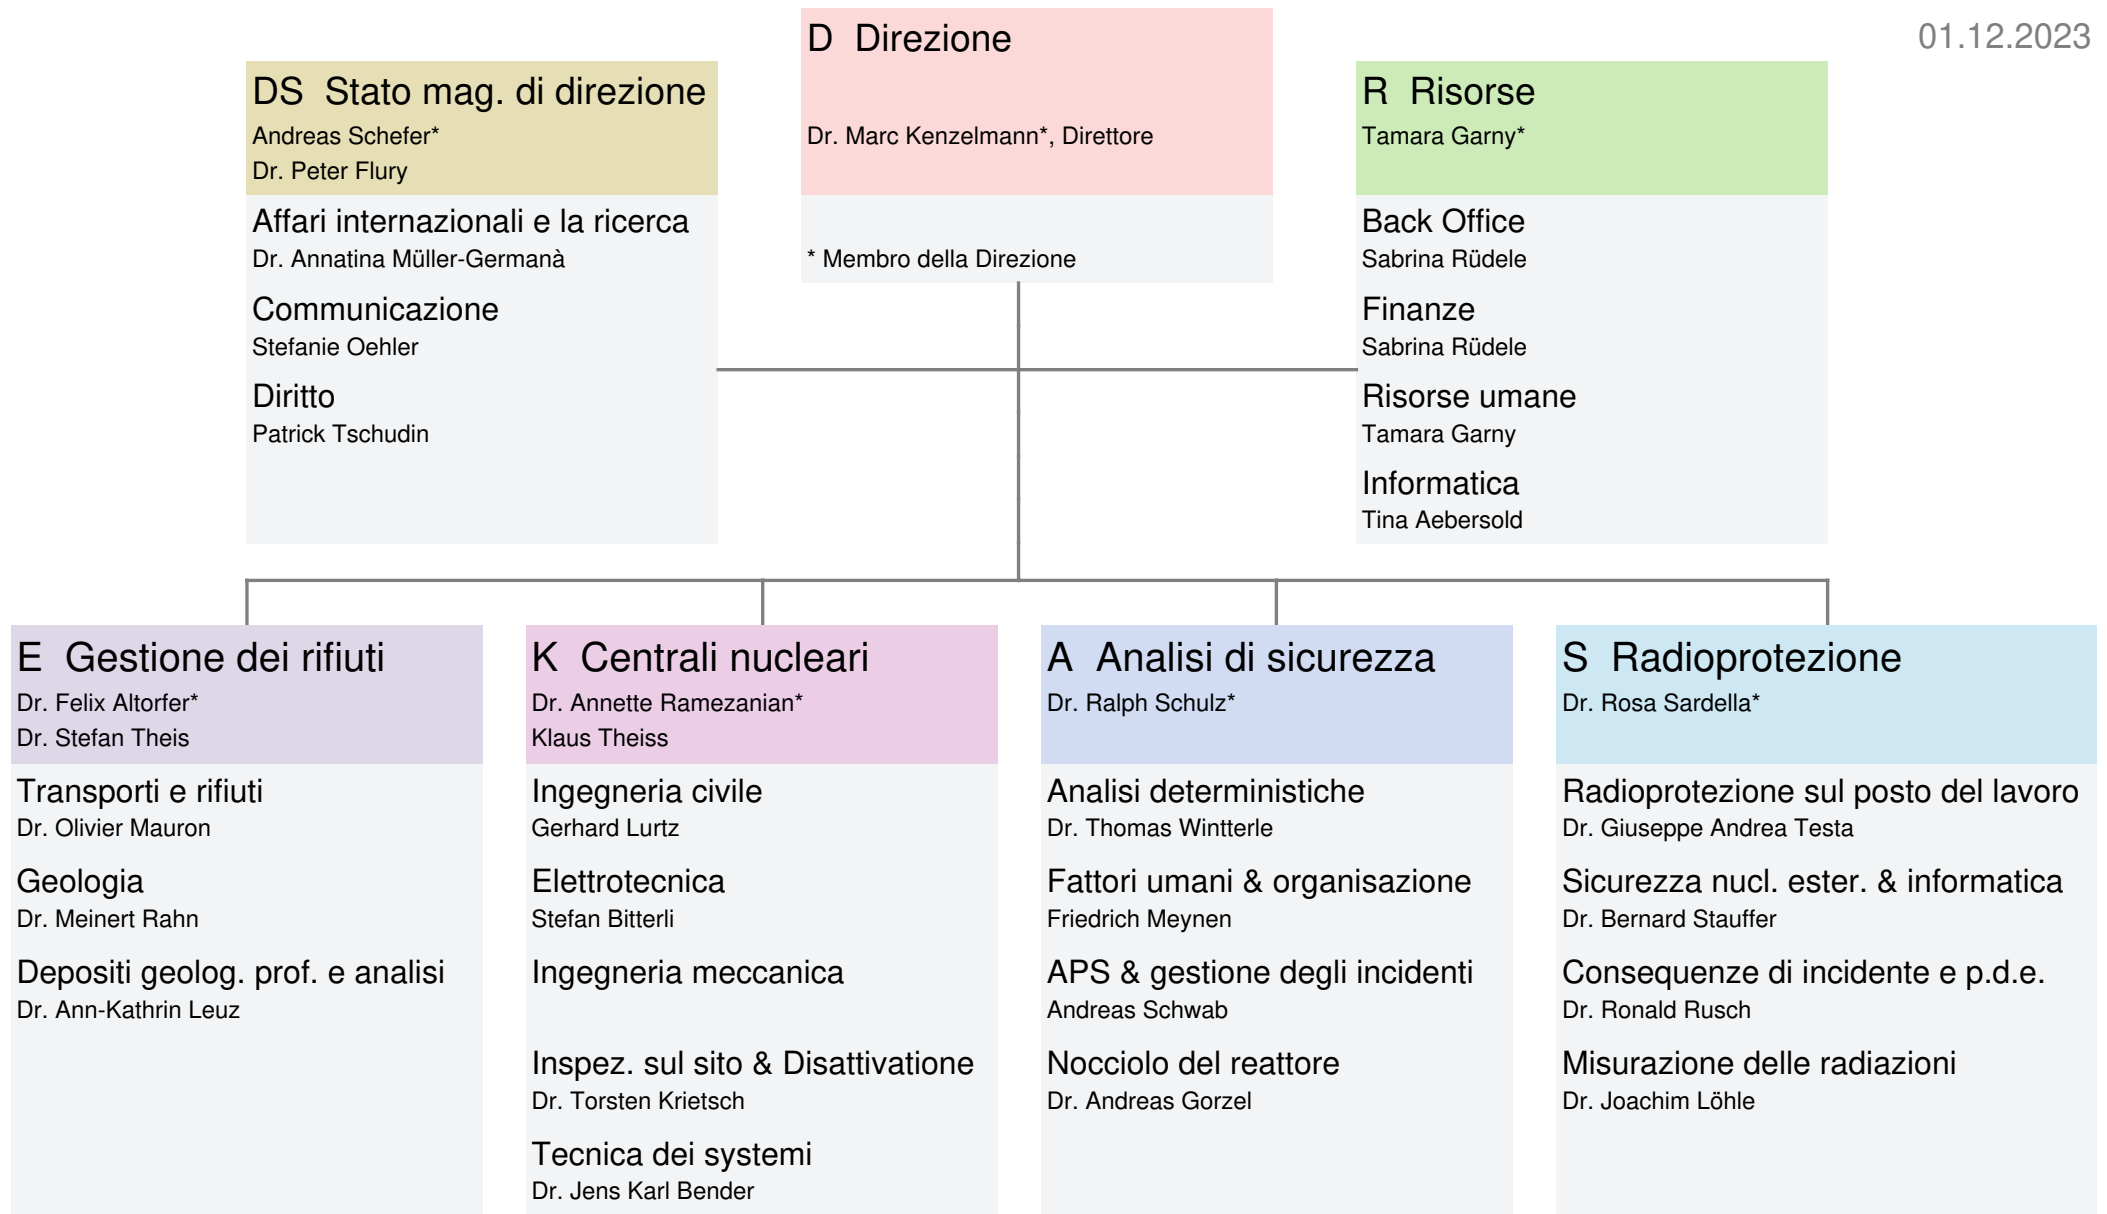 D Direzione
Dr. Marc Kenzelmann*, Direttore
* Membro della Direzione
01.12.2023
DS Stato mag. di direzione
Andreas Schefer*
Dr. Peter Flury
Affari internazionali e la ricerca
Dr. Annatina Müller-Germanà
Communicazione
Stefanie Oehler
Diritto
Patrick Tschudin
R Risorse
Tamara Garny*
Back Office
Sabrina Rüdele
Finanze
Sabrina Rüdele
Risorse umane
Tamara Garny
Informatica
Tina Aebersold
E Gestione dei rifiuti
Dr. Felix Altorfer*
Dr. Stefan Theis
Transporti e rifiuti
Dr. Olivier Mauron
Geologia
Dr. Meinert Rahn
Depositi geolog. prof. e analisi
Dr. Ann-Kathrin Leuz
K Centrali nucleari
Dr. Annette Ramezanian*
Klaus Theiss
Ingegneria civile
Gerhard Lurtz
Elettrotecnica
Stefan Bitterli
Ingegneria meccanica
Inspez. sul sito & Disattivatione
Dr. Torsten Krietsch
Tecnica dei systemi
Dr. Jens Karl Bender
A Analisi di sicurezza
Dr. Ralph Schulz*
Analisi deterministiche
Dr. Thomas Wintterle
Fattori umani & organisazione
Friedrich Meynen
APS & gestione degli incidenti
Andreas Schwab
Nocciolo del reattore
Dr. Andreas Gorzel
S Radioprotezione
Dr. Rosa Sardella*
Radioprotezione sul posto del lavoro
Dr. Giuseppe Andrea Testa
Sicurezza nucl. ester. & informatica
Dr. Bernard Stauffer
Consequenze di incidente e p.d.e.
Dr. Ronald Rusch
Misurazione delle radiazioni
Dr. Joachim Löhle